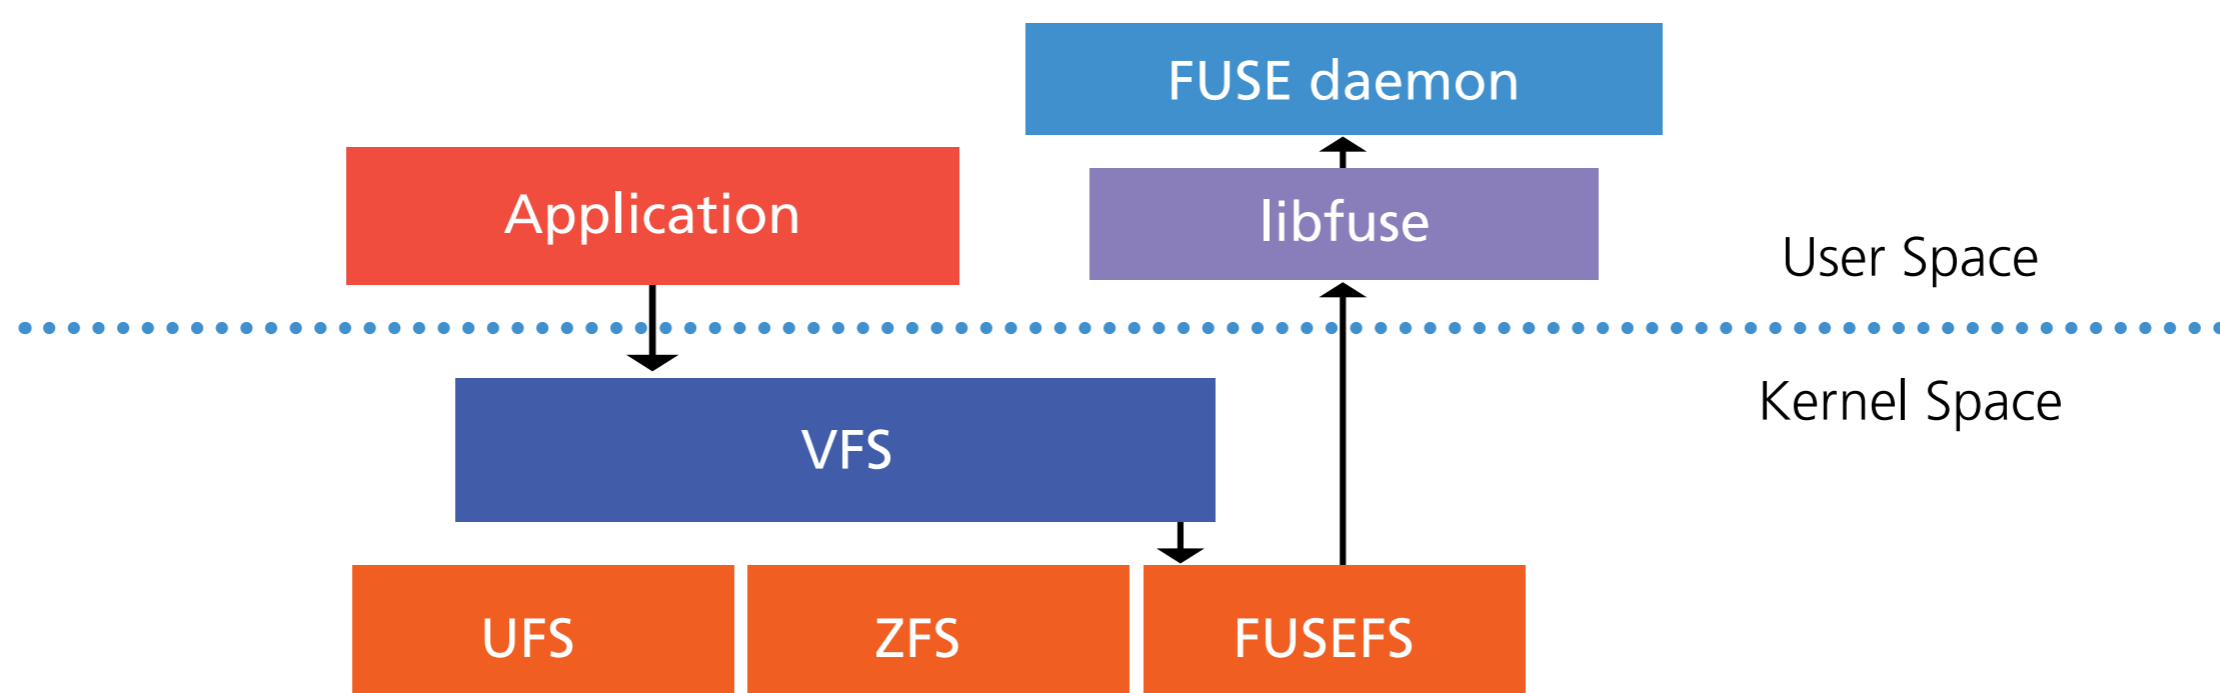 FUSE daemon
Application
libfuse
User Space
Kernel Space
VFS
UFS
ZFS
FUSEFS